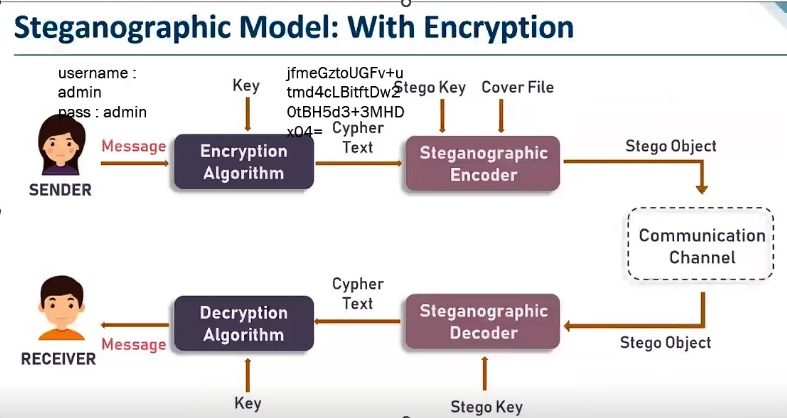 Steganographic Model: With Encryption
username :
admin
pass : admin
Key
jfmeGztoUGFv+u
tmd4cLBitftDw2
0tBH5d3+3MHD
x04=
Stego Key
Cover File
Message
Encryption
Algorithm
Cypher
Text
Steganographic
Encoder
Stego Object
SENDER
Communication
Channel
Cypher
Text
Decryption
Algorithm
Steganographic
Decoder
Message
Stego Object
RECEIVER
Key
Stego Key